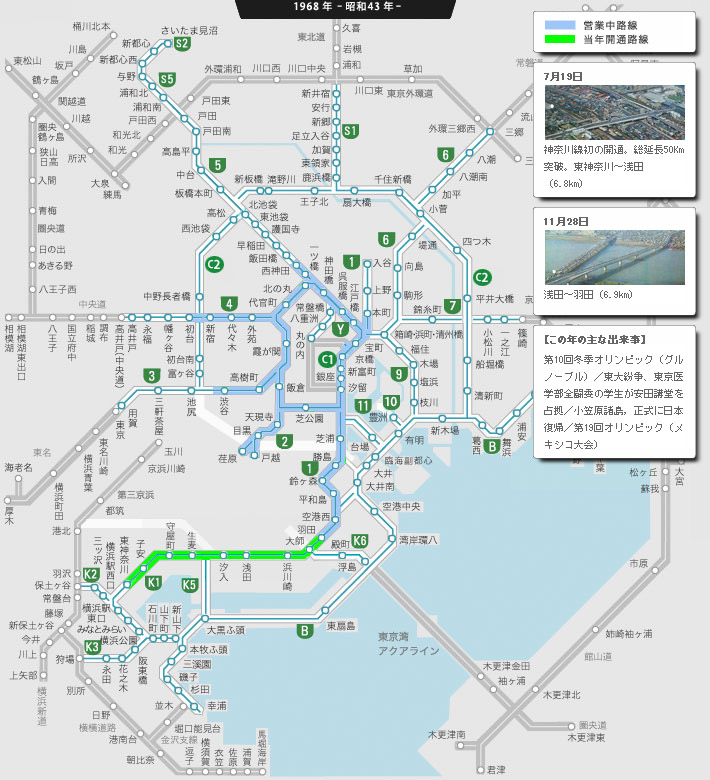 1968 年 －昭和43 年－
営業中路線
当年開通路線
7月19日
神奈川線初の開通。総延長50Km
突破。東神奈川～浅田
（6.8km）
11月28日
浅田～羽田（6.9km）
【この年の主な出来事】
第10回冬季オリンピック（グル
ノーブル）／東大紛争、東京医
学部全闘委の学生が安田講堂を
占拠／小笠原諸島，正式に日本
復帰／第19回オリンピック（メ
キシコ大会）
桶川北本
さいたま見沼
久喜
東北道
岩槻
浦和
川島
新都心
S2
東松山
坂戸
新都心西
鶴ヶ島
与野
S5
外環浦和
川口西
川口中央
草加
川口東
東京外環道
関越道
浦和北
浦和南
戸田東
戸田西
戸田
戸田南
新井宿
安行
新郷
足立入谷
加賀
東領家
鹿浜橋
S1
外環三郷西
三郷
圏央
鶴ヶ島
川越
和光北
和光
狭山
日高
所沢
高島平
5
6
八潮
八潮南
加平
入間
大泉
練馬
中台
板橋本町
新板橋
滝野川
王子北
扇大橋
千住新橋
小菅
青梅
圏央道
日の出
あきる野
八王子西
高松
西池袋
北池袋
東池袋
護国寺
早稲田
飯田橋
西神田
一ツ橋
神田橋
呉服橋
江戸橋
1
入谷
上野
本町
6
堤通
向島
駒形
錦糸町
四つ木
C2
平井大橋
7
C2
中野長者橋
中央道
4
北の丸
代官町
常盤橋
八重洲
丸の内
Y
相模湖
相模湖東出口
八王子
国立府中
稲城
調布
高井戸
高井戸（中央道）
永福
幡ヶ谷
初台
新宿
代々木
外苑
霞が関
初台南
富ヶ谷
C1
銀座
宝町
京橋
新富町
汐留
箱崎・浜町・清洲橋
福住
木場
塩浜
枝川
9
10
11
小松川
一之江
篠崎
船堀橋
清新町
3
高樹町
渋谷
池尻
三軒茶屋
用賀
東京
飯倉
芝公園
天現寺
目黒
荏原
戸越
2
豊洲
台場
芝浦
勝島
有明
臨海副都心
新木場
葛西
舞浜
浦安
B
東名
海老名
厚木
横浜町田
横浜青葉
東名川崎
玉川
京浜川崎
第三京浜
都筑
港北
1
鈴ヶ森
平和島
空港西
大井
大井南
空港中央
湾岸環八
羽田
大師
殿町
K6
浮島
松ヶ丘
蘇我
大宮
市原
姉崎袖ヶ浦
館山道
横浜駅西口
三ッ沢
東神奈川
子安
守屋町
生麦
汐入
浅田
浜川崎
K1
K2
K5
羽沢
保土ヶ谷
常盤台
藤塚
新保土ヶ谷
今井
川上
上矢部
横浜新道
狩場
K3
横浜駅
東口
みなとみらい
横浜公園
石川町
山下町
新山下
大黒ふ頭
本牧ふ頭
三溪園
磯子
杉田
幸浦
永田
花之木
阪東橋
B
東扇島
東京湾
アクアライン
別所
日野
港南台
朝比奈
横横道路
並木
堀口能見台
金沢支線
逗子
横須賀
衣笠
佐原
浦賀
馬堀海岸
木更津金田
袖ヶ浦
木更津北
圏央道
木更津東
木更津南
君津